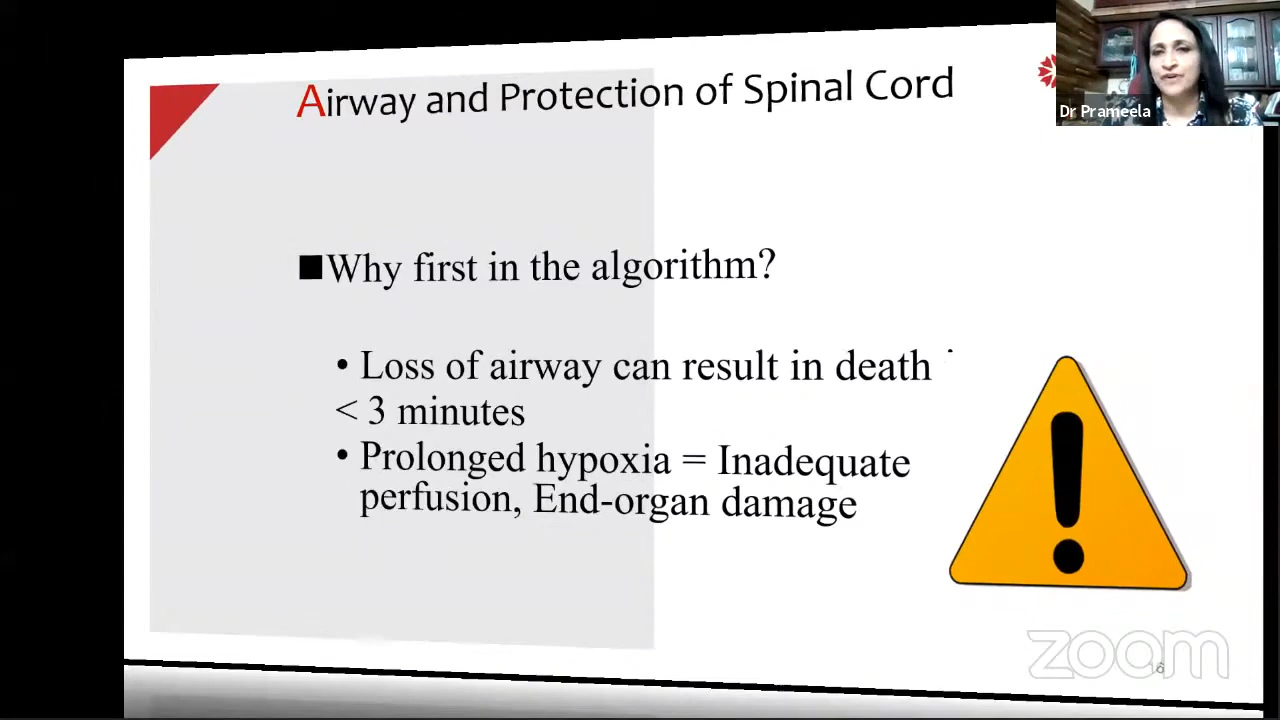 Airway and Protection of Spinal Cord
Dr Prameela
■Why first in the algorithm?
• Loss of airway can result in death
< 3 minutes
• Prolonged hypoxia = Inadequate
perfusion, End-organ damage
zoom
16